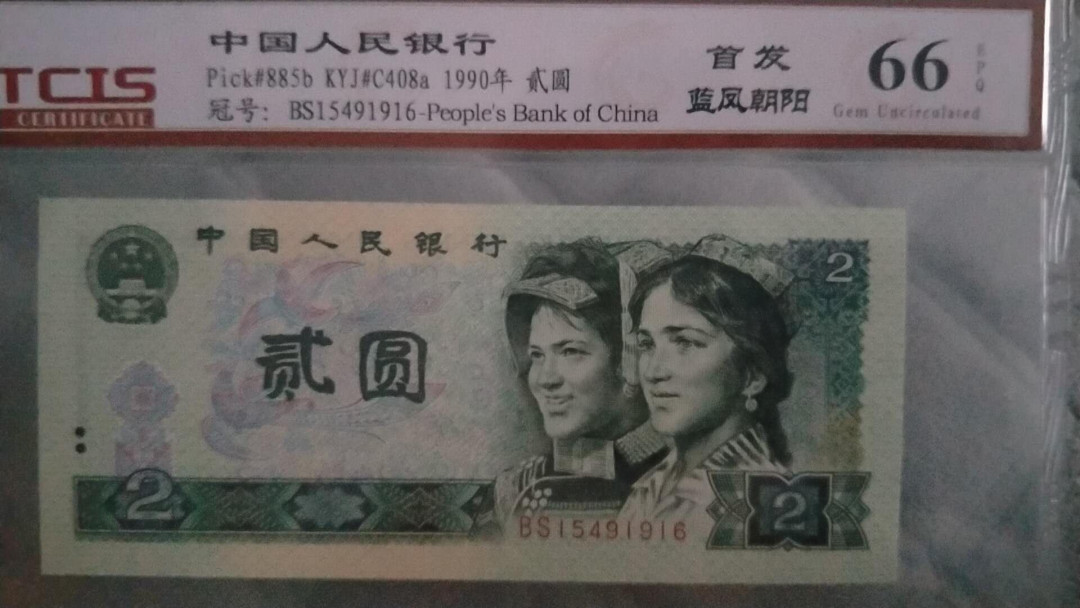 中国人民银行
TCIS
CERTIFICATE
Pick#885b KYJ#C408a 1990年 贰圆
冠号: BS15491916-People's Bank of China
首发
蓝凤朝阳
66
EPQ
Gem Uncirculated
中国人民银行
2
贰圆
2
BS15491916
2